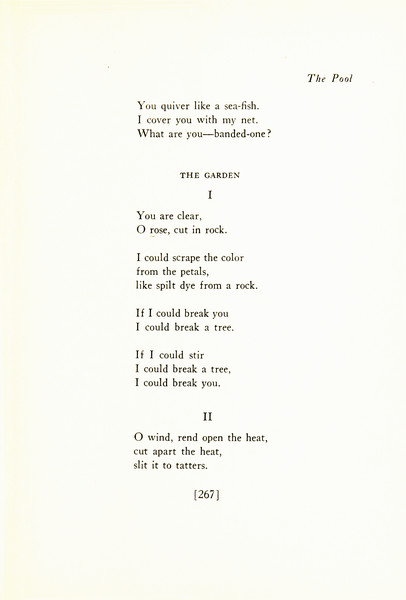 The Pool
You quiver like a sea-fish.
I cover you with my net.
What are you—banded-one?
THE GARDEN
I
You are clear,
O rose, cut in rock.
I could scrape the color
from the petals,
like spilt dye from a rock.
If I could break you
I could break a tree.
If I could stir
I could break a tree,
I could break you.
II
O wind, rend open the heat,
cut apart the heat,
slit it to tatters.
[267]